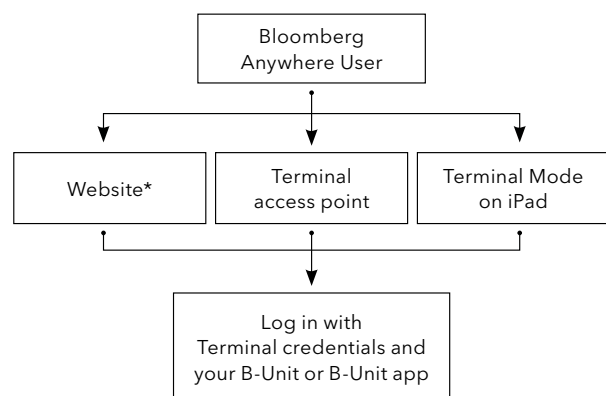 Bloomberg
Anywhere User
Website*
Terminal
access point
Terminal Mode
on iPad
Log in with
Terminal credentials and
your B-Unit or B-Unit app